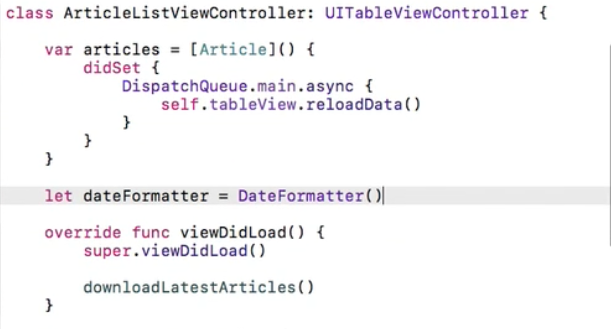 class ArticleListViewController: UITableViewController {
var articles = [Article]() {
didSet {
DispatchQueue.main.async {
self.tableView.reloadData()
}
}
}
let dateFormatter = DateFormatter()
override func viewDidLoad() {
super.viewDidLoad()
downloadLatestArticles()
}